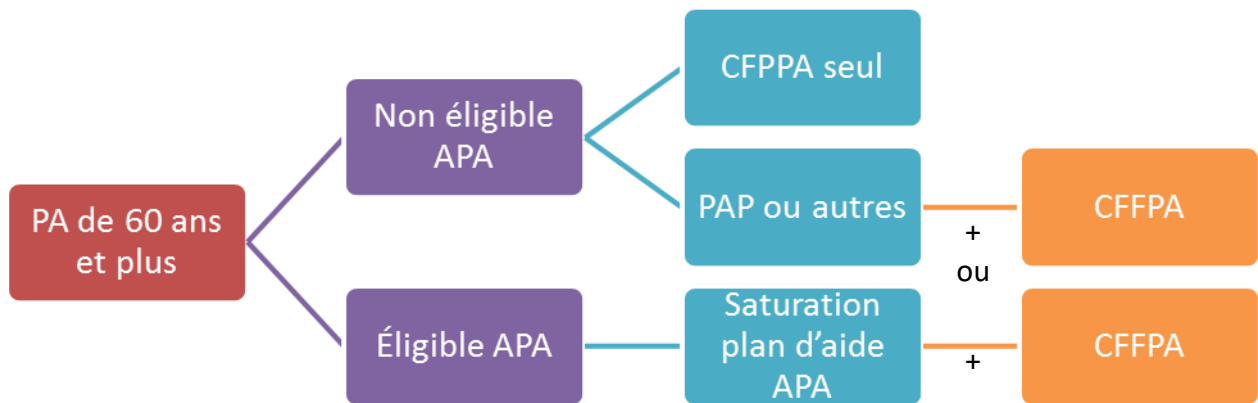 PA de 60 ans
et plus
Non éligible
APA
CFPPA seul
PAP ou autres
+
ou
CFFPA
Éligible APA
Saturation
plan d'aide
APA
+
CFFPA